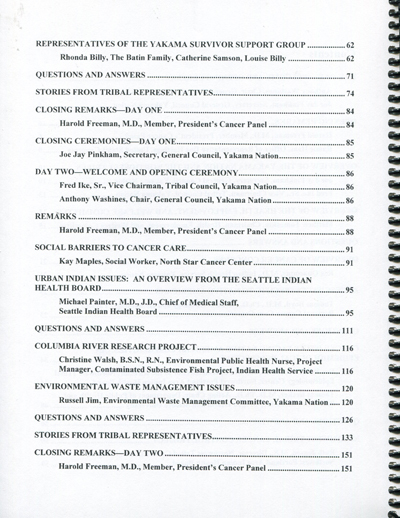 REPRESENTATIVES OF THE YAKAMA SURVIVOR SUPPORT GROUP ................. 62
Rhonda Billy, The Batin Family, Catherine Samson, Louise Billy ............ 62
QUESTIONS AND ANSWERS ................. 71
STORIES FROM TRIBAL REPRESENTATIVES ................. 74
CLOSING REMARKS—DAY ONE ................. 84
Harold Freeman, M.D., Member, President's Cancer Panel ................. 84
CLOSING CEREMONIES—DAY ONE ................. 85
Joe Jay Pinkham, Secretary, General Council, Yakama Nation ................. 85
DAY TWO—WELCOME AND OPENING CEREMONY ................. 86
Fred Ike, Sr., Vice Chairman, Tribal Council, Yakama Nation ................. 86
Anthony Washines, Chair, General Council, Yakama Nation ................. 86
REMARKS ................. 88
Harold Freeman, M.D., Member, President's Cancer Panel ................. 88
SOCIAL BARRIERS TO CANCER CARE ................. 91
Kay Maples, Social Worker, North Star Cancer Center ................. 91
URBAN INDIAN ISSUES: AN OVERVIEW FROM THE SEATTLE INDIAN
HEALTH BOARD ................. 95
Michael Painter, M.D., J.D., Chief of Medical Staff,
Seattle Indian Health Board ................. 95
QUESTIONS AND ANSWERS ................. 111
COLUMBIA RIVER RESEARCH PROJECT ................. 116
Christine Walsh, B.S.N., R.N., Environmental Public Health Nurse, Project
Manager, Contaminated Subsistence Fish Project, Indian Health Service ........... 116
ENVIRONMENTAL WASTE MANAGEMENT ISSUES ................. 120
Russell Jim, Environmental Waste Management Committee, Yakama Nation ..... 120
QUESTIONS AND ANSWERS ................. 126
STORIES FROM TRIBAL REPRESENTATIVES ................. 133
CLOSING REMARKS—DAY TWO ................. 151
Harold Freeman, M.D., Member, President's Cancer Panel ................. 151